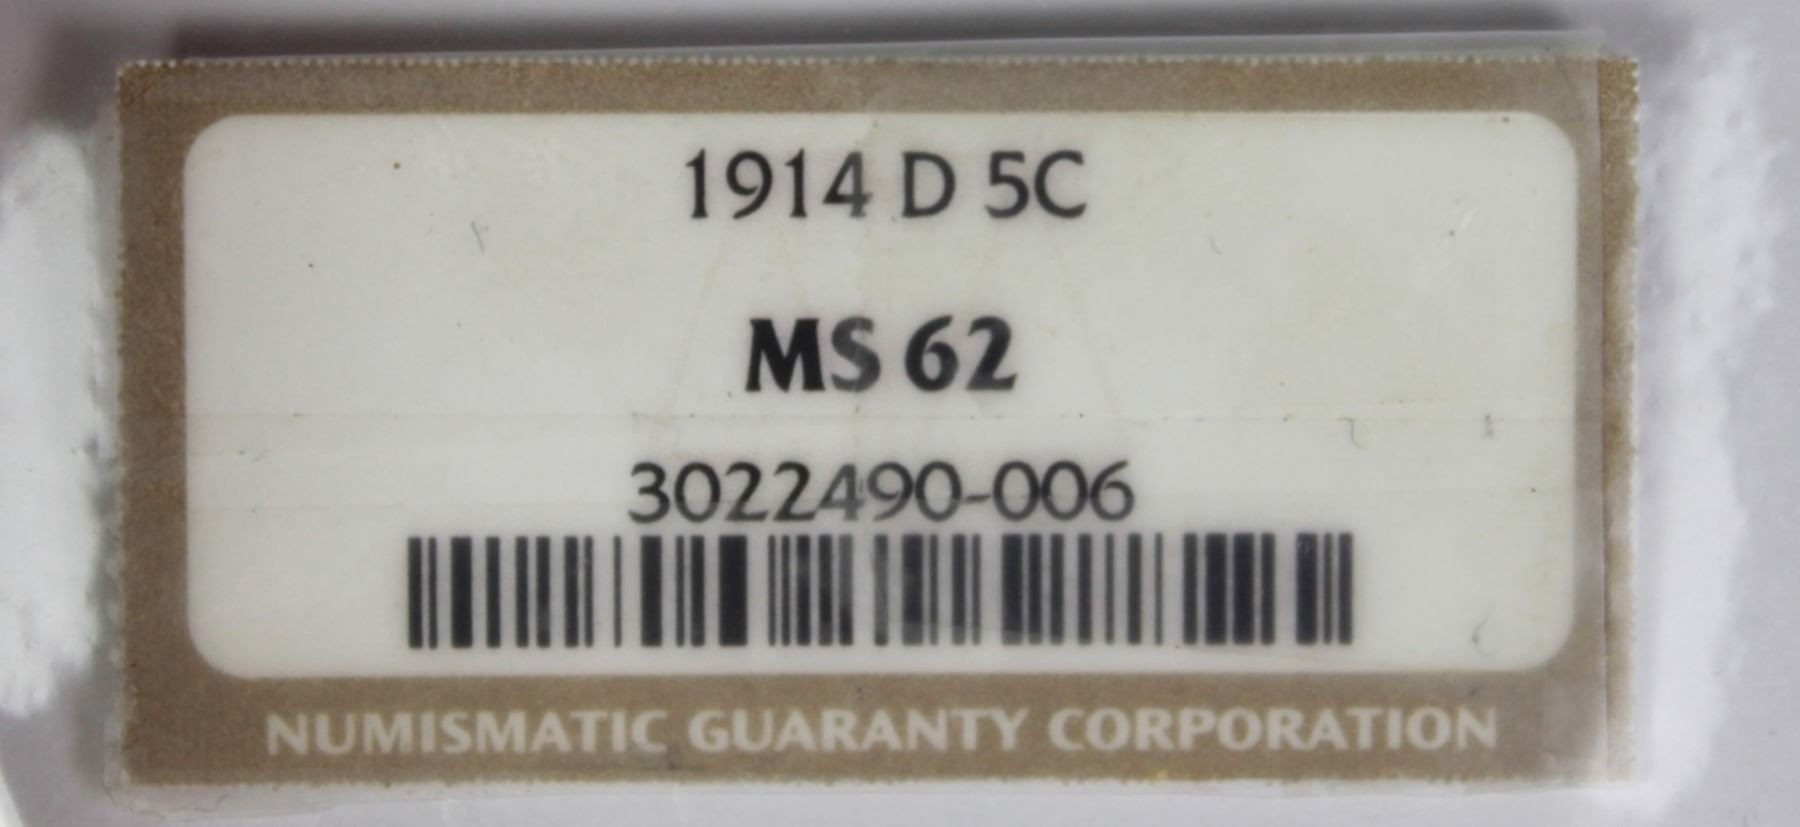 1914 D 5C
MS 62
3022490-006
NUMISMATIC GUARANTY CORPORATION